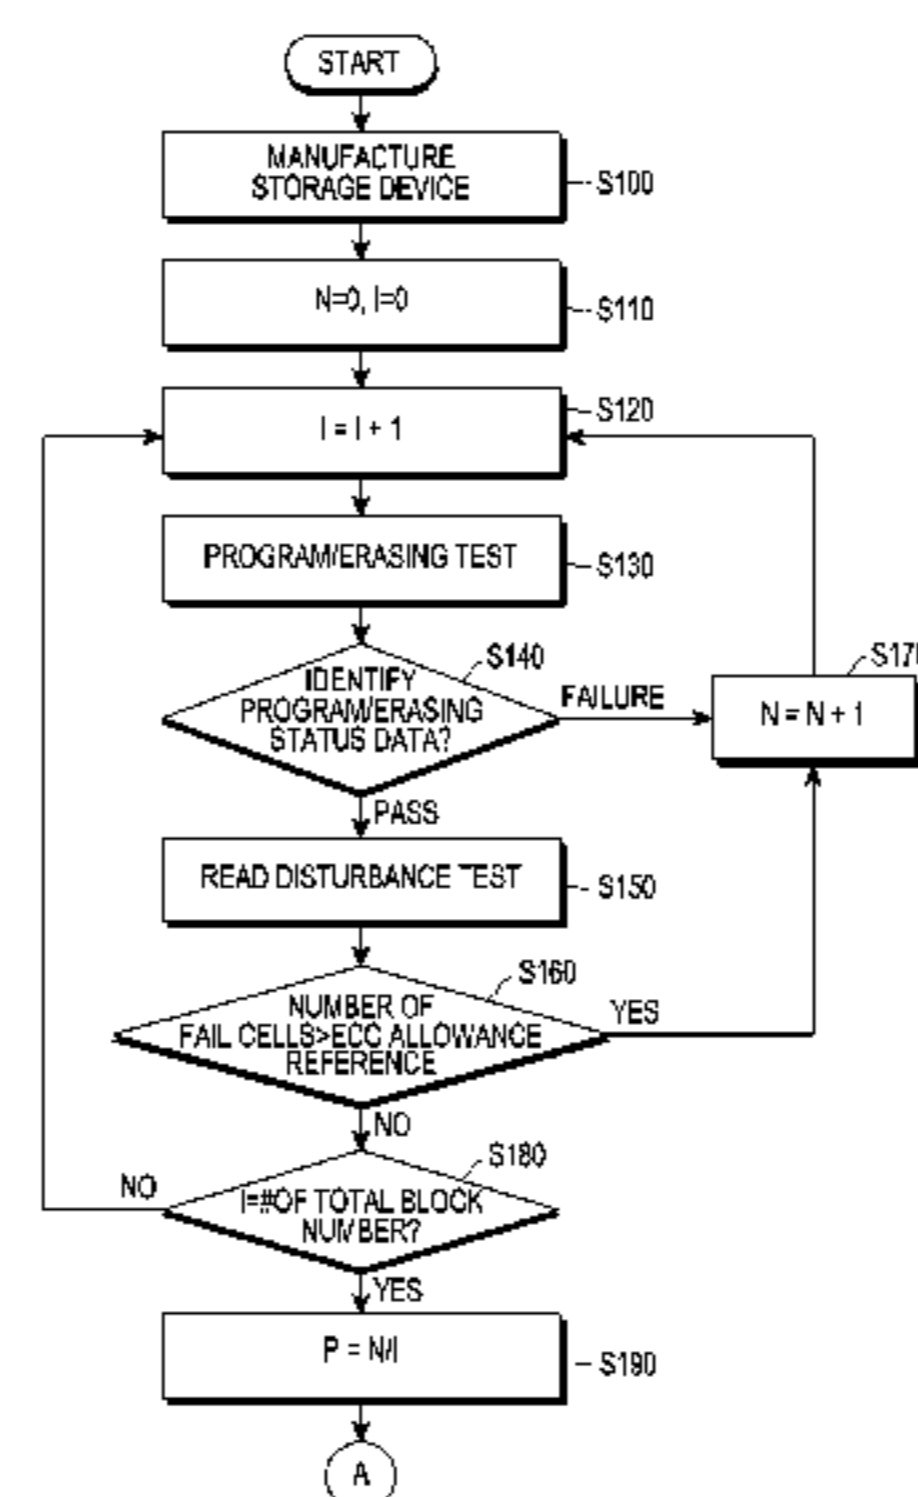 START
MANUFACTURE
STORAGE DEVICE
S100
N=0, I=0
S110
I = I + 1
S120
PROGRAM/ERASING TEST
S130
IDENTIFY
PROGRAM/ERASING
STATUS DATA?
S140
FAILURE
N = N + 1
S170
PASS
READ DISTURBANCE TEST
S150
NUMBER OF
FAIL CELLS>ECC ALLOWANCE
REFERENCE
S160
YES
NO
I=#OF TOTAL BLOCK
NUMBER?
S180
NO
YES
P = N/I
S190
A